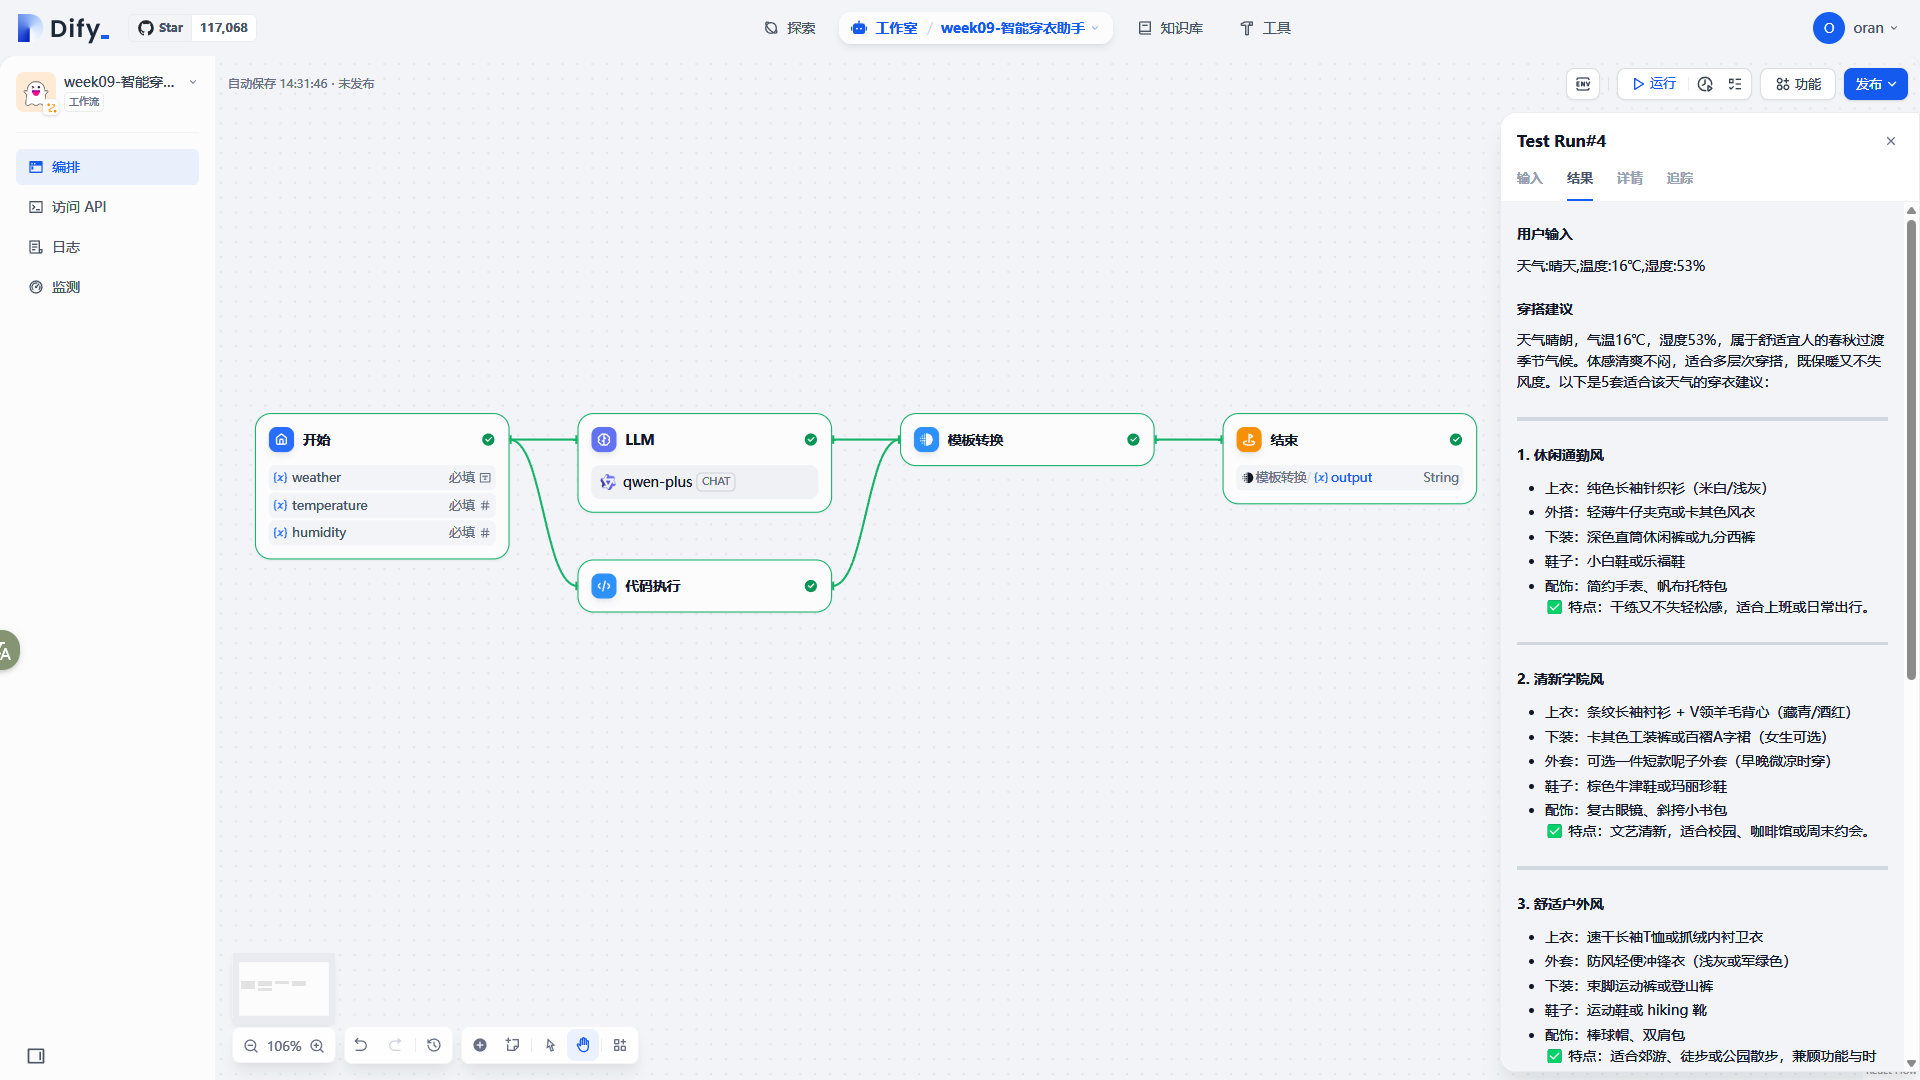 Dify_
Star 117,068
探索
工作室 / week09-智能穿衣助手
知识库
工具
O oran
week09-智能穿...
工作流
编排
访问 API
日志
监测
自动保存 14:31:46 · 未发布
ENV
运行
功能
发布
开始
{x} weather 必填
{x} temperature 必填 #
{x} humidity 必填 #
LLM
qwen-plus CHAT
代码执行
模板转换
结束
模板转换/ {x} output String
106%
Test Run#4
输入 结果 详情 追踪
用户输入
天气:晴天,温度:16℃,湿度:53%
穿搭建议
天气晴朗，气温16℃，湿度53%，属于舒适宜人的春秋过渡
季节气候。体感清爽不闷，适合多层次穿搭，既保暖又不失
风度。以下是5套适合该天气的穿衣建议：
1. 休闲通勤风
• 上衣：纯色长袖针织衫（米白/浅灰）
• 外搭：轻薄牛仔夹克或卡其色风衣
• 下装：深色直筒休闲裤或九分西裤
• 鞋子：小白鞋或乐福鞋
• 配饰：简约手表、帆布托特包
✅ 特点：干练又不失轻松感，适合上班或日常出行。
2. 清新学院风
• 上衣：条纹长袖衬衫 + V领羊毛背心（藏青/酒红）
• 下装：卡其色工装裤或百褶A字裙（女生可选）
• 外套：可选一件短款呢子外套（早晚微凉时穿）
• 鞋子：棕色牛津鞋或玛丽珍鞋
• 配饰：复古眼镜、斜挎小书包
✅ 特点：文艺清新，适合校园、咖啡馆或周末约会。
3. 舒适户外风
• 上衣：速干长袖T恤或抓绒内衬卫衣
• 外套：防风轻便冲锋衣（浅灰或军绿色）
• 下装：束脚运动裤或登山裤
• 鞋子：运动鞋或 hiking 靴
• 配饰：棒球帽、双肩包
✅ 特点：适合郊游、徒步或公园散步，兼顾功能与时